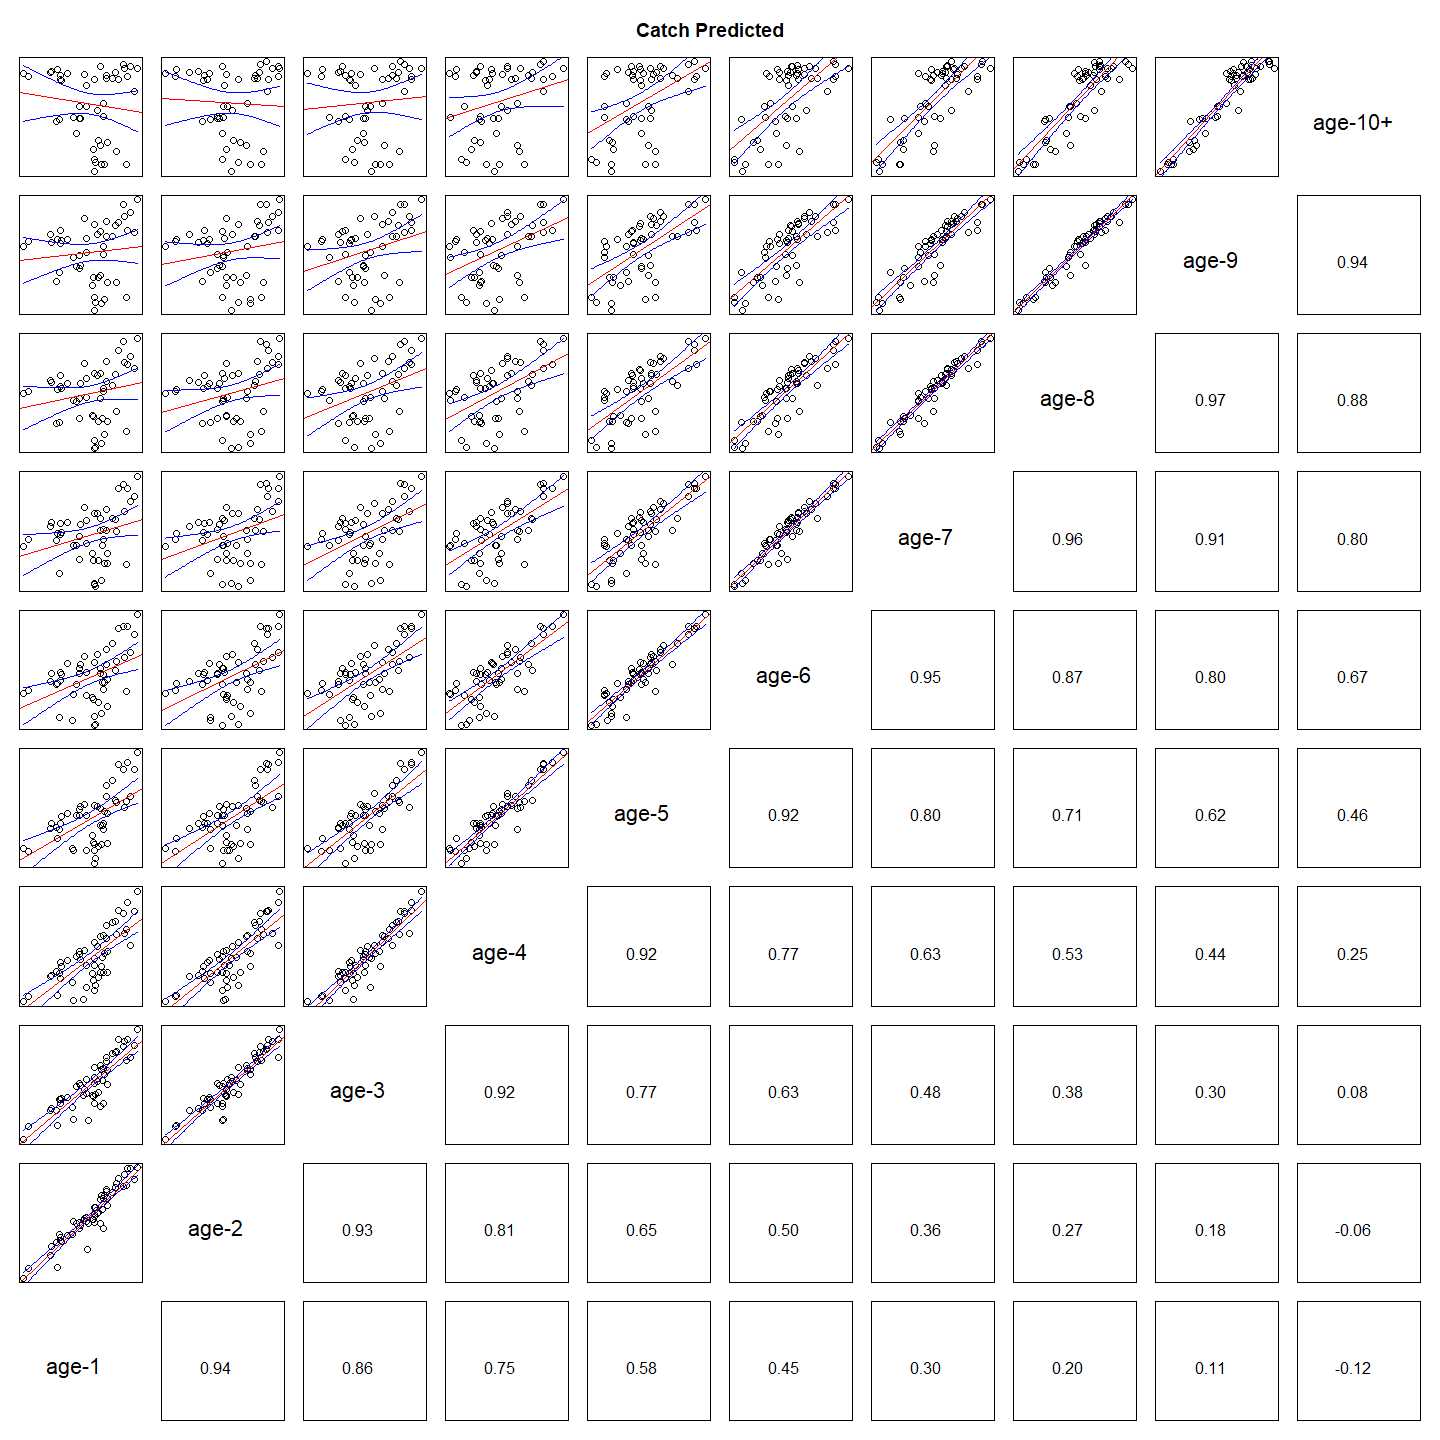 Catch Predicted
age-10+
age-9 0.94
age-8 0.97 0.88
age-7 0.96 0.91 0.80
age-6 0.95 0.87 0.80 0.67
age-5 0.92 0.80 0.71 0.62 0.46
age-4 0.92 0.77 0.63 0.53 0.44 0.25
age-3 0.92 0.77 0.63 0.48 0.38 0.30 0.08
age-2 0.93 0.81 0.65 0.50 0.36 0.27 0.18 -0.06
age-1 0.94 0.86 0.75 0.58 0.45 0.30 0.20 0.11 -0.12